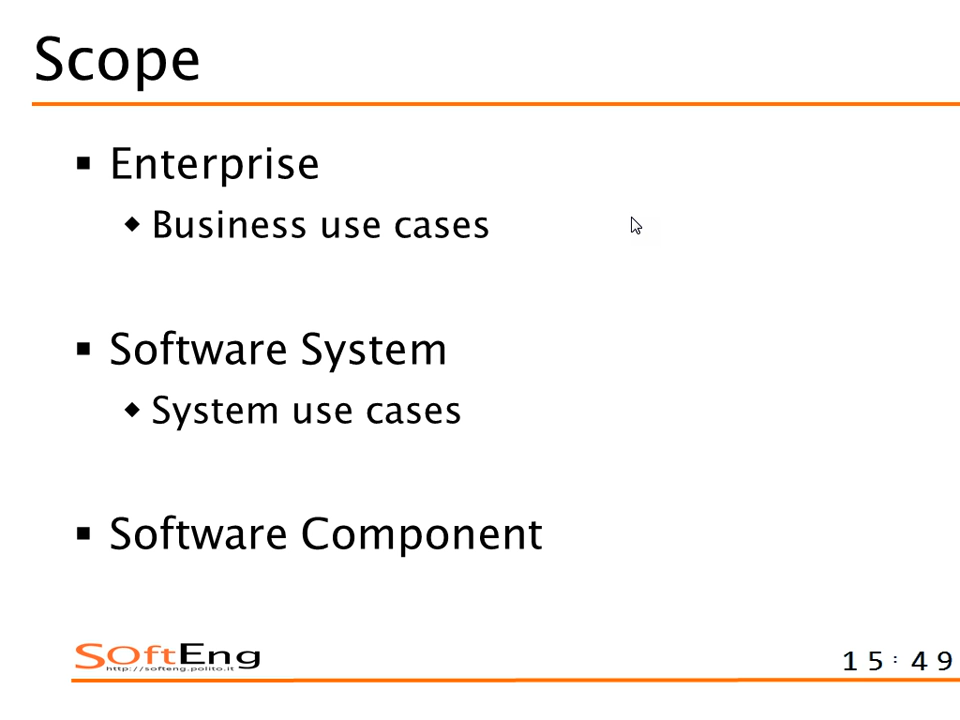 Scope
Enterprise
Business use cases
Software System
System use cases
Software Component
SOftEng
http://softeng.polito.it
15:49